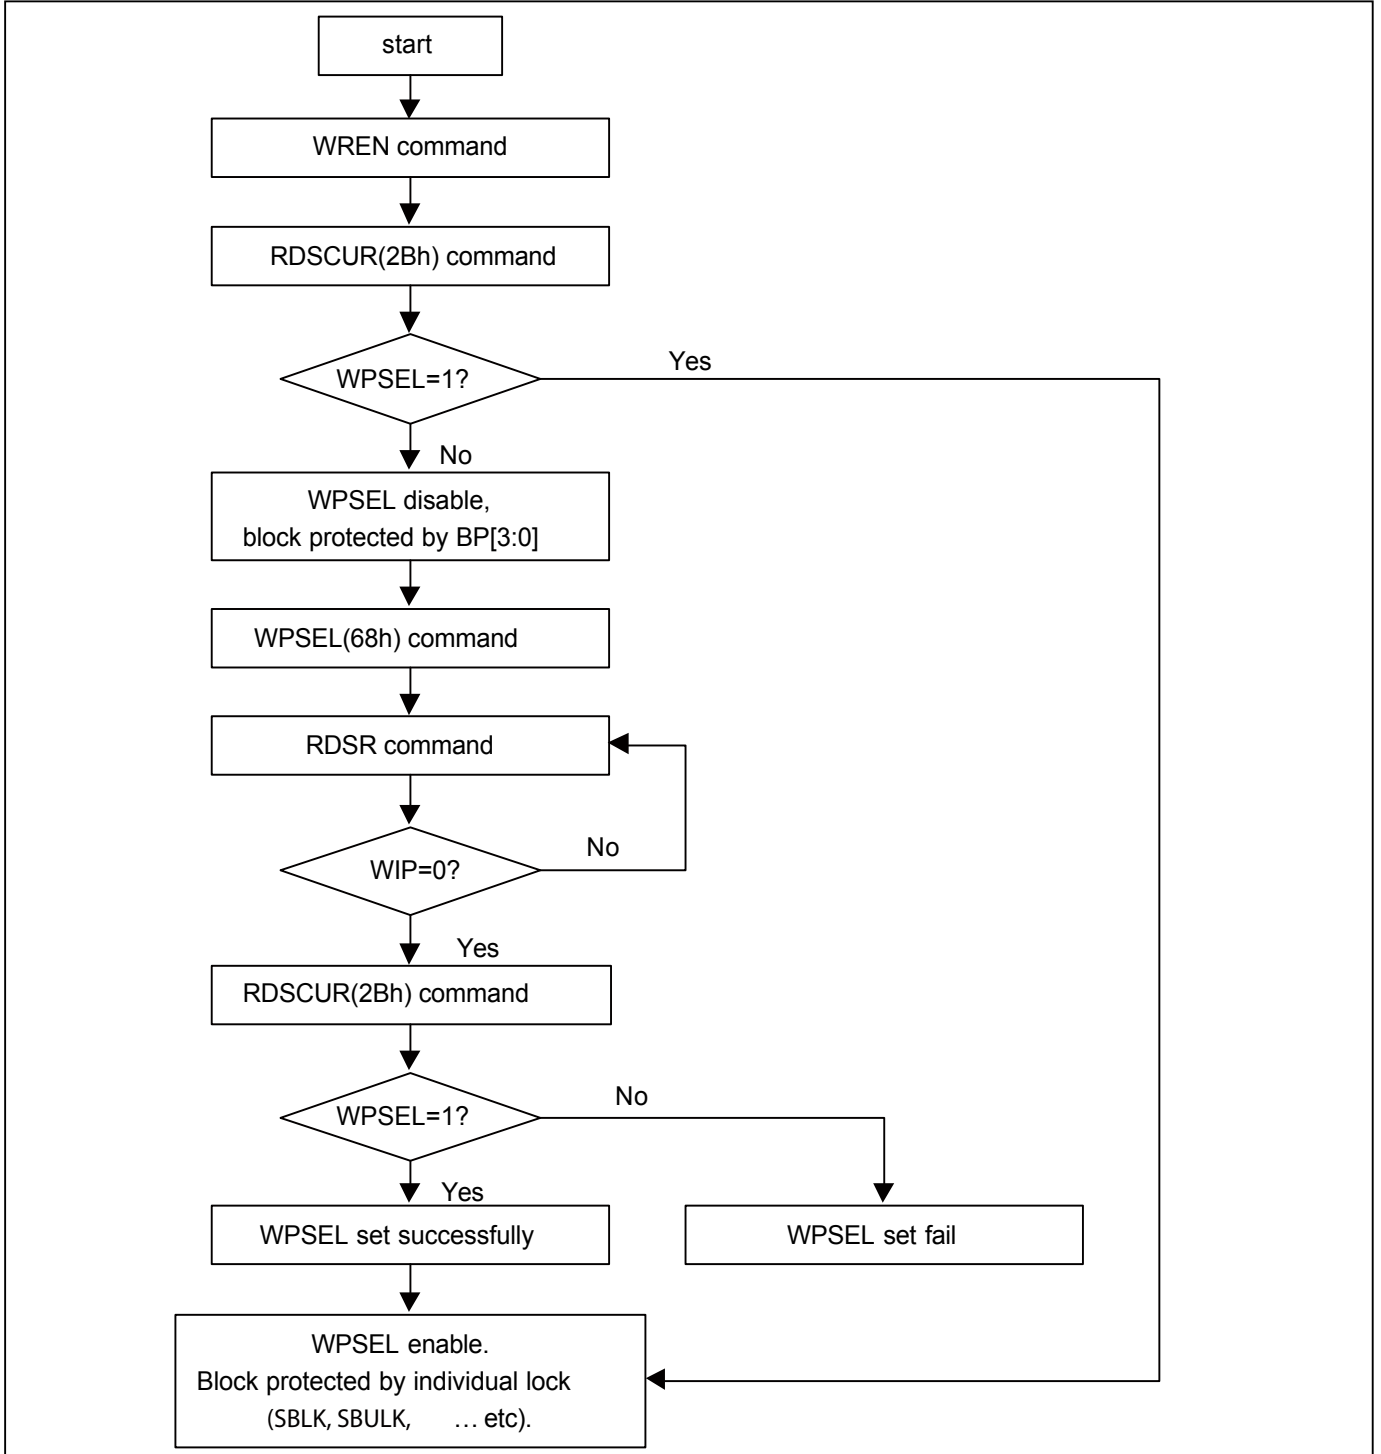 start
WREN command
RDSCUR(2Bh) command
WPSEL=1?
Yes
No
WPSEL disable,
block protected by BP[3:0]
WPSEL(68h) command
RDSR command
WIP=0?
No
Yes
RDSCUR(2Bh) command
WPSEL=1?
No
Yes
WPSEL set successfully
WPSEL set fail
WPSEL enable.
Block protected by individual lock
(SBLK, SBULK, … etc).